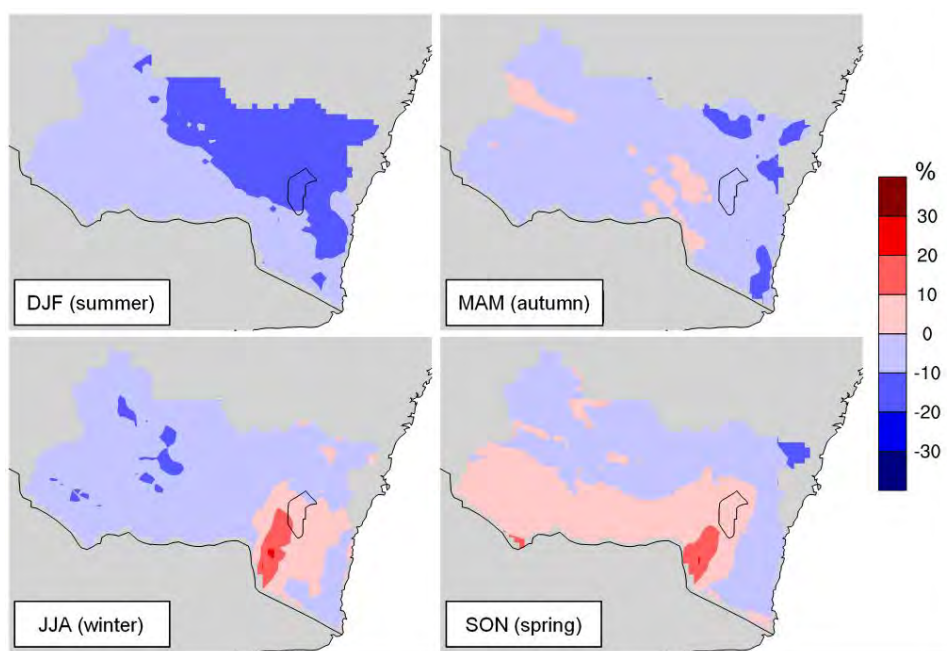 DJF (summer)
MAM (autumn)
%
30
20
10
0
-10
-20
-30
JJA (winter)
SON (spring)